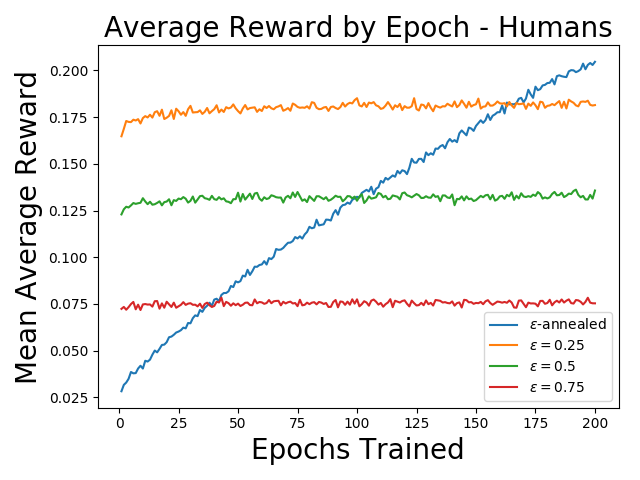 Average Reward by Epoch - Humans
Mean Average Reward
0.200
0.175
0.150
0.125
0.100
0.075
0.050
0.025
0 25 50 75 100 125 150 175 200
Epochs Trained
ε-annealed
ε = 0.25
ε = 0.5
ε = 0.75